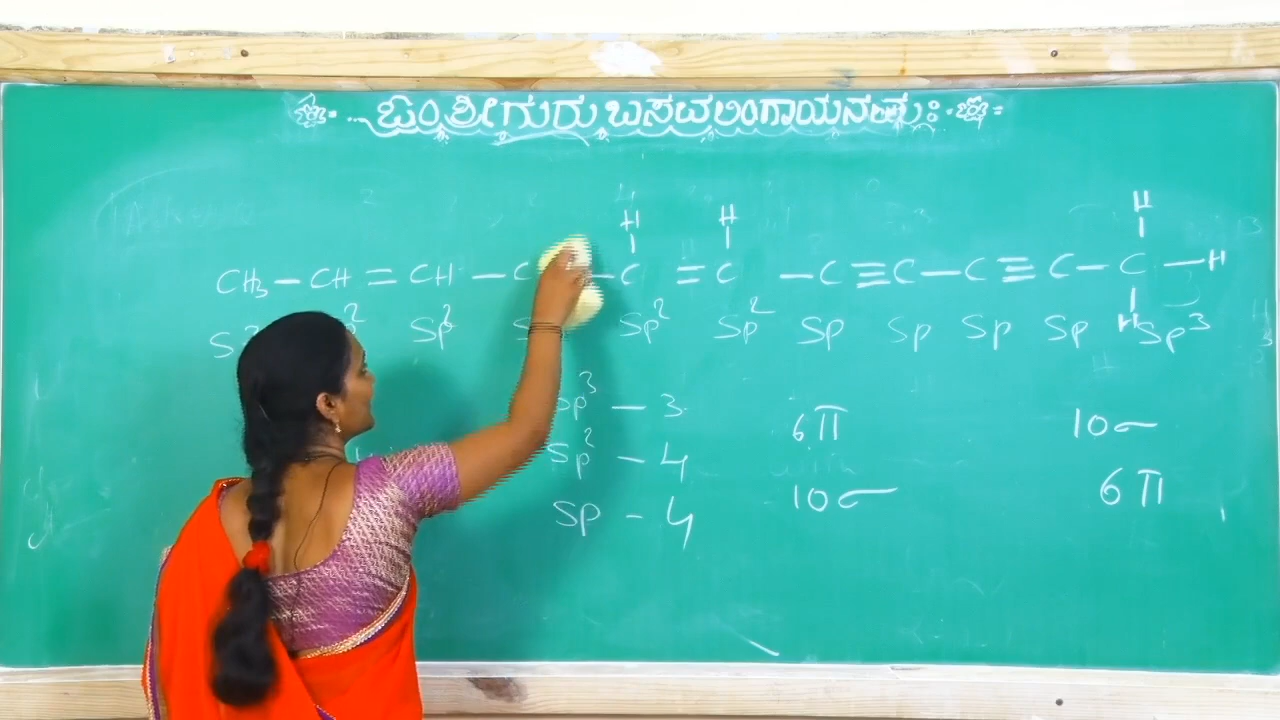 ಓಂ ಶ್ರೀ ಗುರು ಬಸವಲಿಂಗಾಯ ನಮಃ
H H H
CH₃ — CH = CH — C — C = C — C ≡ C — C ≡ C — C — H
H
Sp² Sp² Sp² Sp Sp Sp Sp Sp³
Sp³ — 3 6π 10σ
Sp² — 4
Sp — 4 10σ 6π